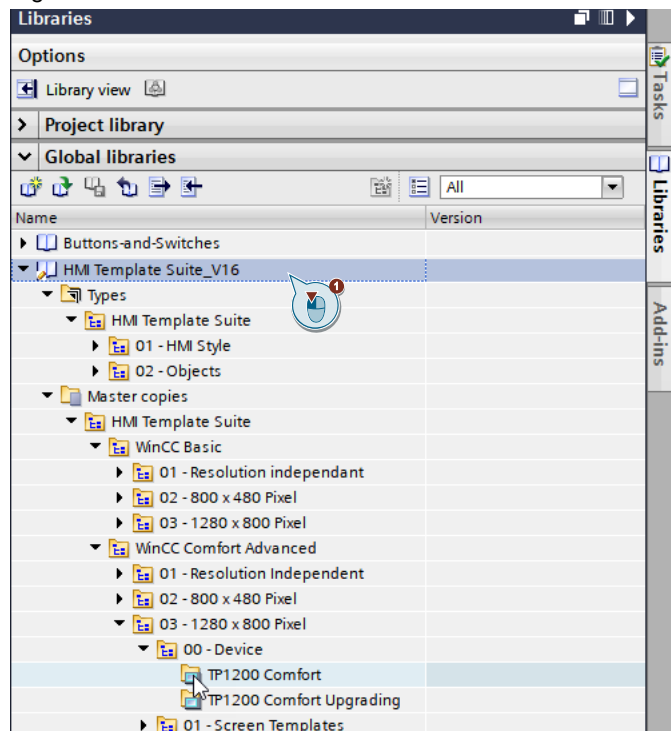 Libraries
Options
Library view
Project library
Global libraries
All
Name Version
Buttons-and-Switches
HMI Template Suite_V16
1
Types
HMI Template Suite
01 - HMI Style
02 - Objects
Master copies
HMI Template Suite
WinCC Basic
01 - Resolution independant
02 - 800 x 480 Pixel
03 - 1280 x 800 Pixel
WinCC Comfort Advanced
01 - Resolution Independent
02 - 800 x 480 Pixel
03 - 1280 x 800 Pixel
00 - Device
TP1200 Comfort
TP1200 Comfort Upgrading
01 - Screen Templates
Tasks
Libraries
Add-ins